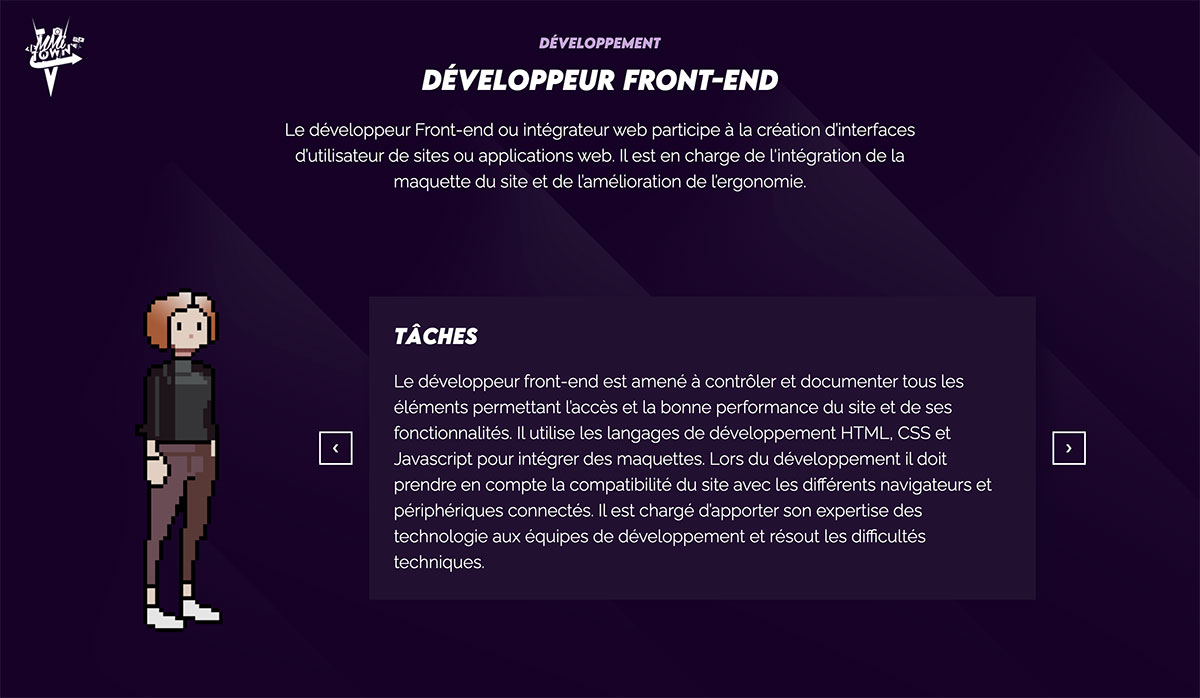 MMI
TOWN
DÉVELOPPEMENT
DÉVELOPPEUR FRONT-END
Le développeur Front-end ou intégrateur web participe à la création d'interfaces
d'utilisateur de sites ou applications web. Il est en charge de l'intégration de la
maquette du site et de l'amélioration de l'ergonomie.
TÂCHES
Le développeur front-end est amené à contrôler et documenter tous les
éléments permettant l'accès et la bonne performance du site et de ses
fonctionnalités. Il utilise les langages de développement HTML, CSS et
Javascript pour intégrer des maquettes. Lors du développement il doit
prendre en compte la compatibilité du site avec les différents navigateurs et
périphériques connectés. Il est chargé d'apporter son expertise des
technologie aux équipes de développement et résout les difficultés
techniques.